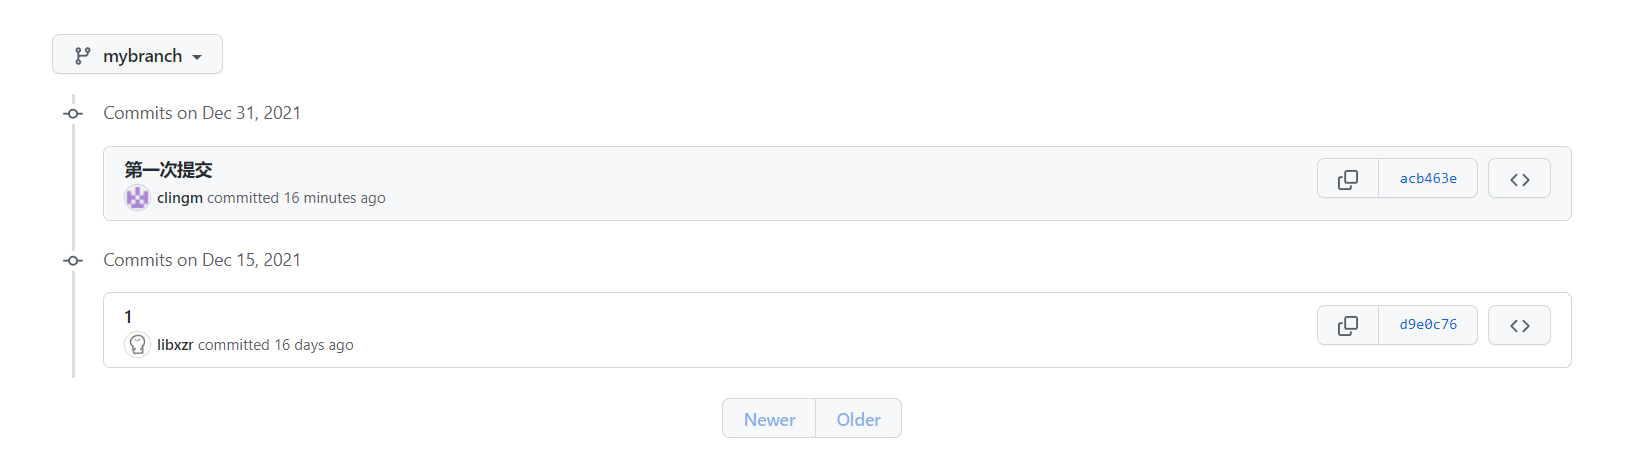 mybranch
Commits on Dec 31, 2021
第一次提交
clingm committed 16 minutes ago
acb463e
Commits on Dec 15, 2021
1
libxzr committed 16 days ago
d9e0c76
Newer Older